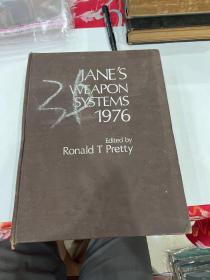 JANE'S
WEAPON
SYSTEMS
1976
Edited by
Ronald T Pretty